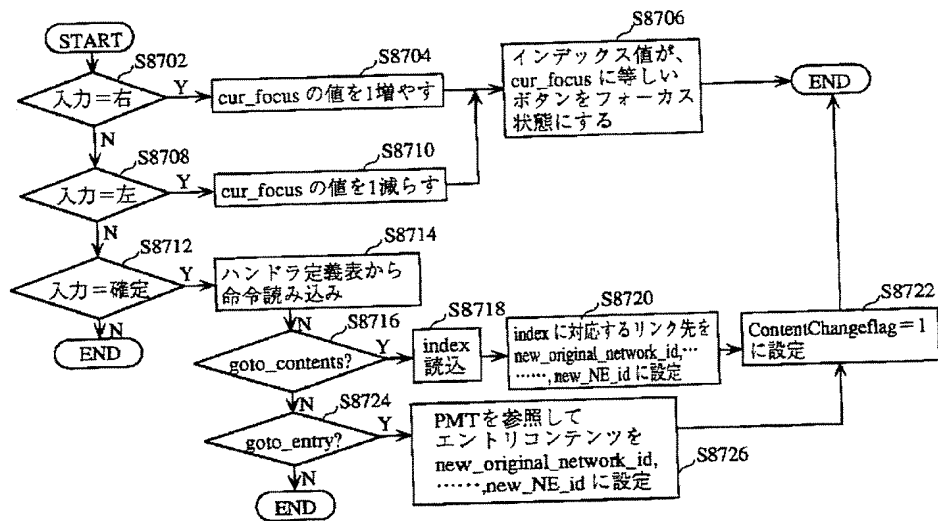 START
S8702
入力=右
Y
S8704
cur_focus の値を1増やす
S8706
インデックス値が、
cur_focus に等しい
ボタンをフォーカス
状態にする
END
N
S8708
入力=左
Y
S8710
cur_focus の値を1減らす
N
S8712
入力=確定
Y
S8714
ハンドラ定義表から
命令読み込み
N
END
N
S8716
goto_contents?
Y
S8718
index
読込
S8720
index に対応するリンク先を
new_original_network_id,…
……,new_NE_id に設定
S8722
ContentChangeflag=1
に設定
N
S8724
goto_entry?
Y
PMTを参照して
エントリコンテンツを
new_original_network_id,
……,new_NE_id に設定
S8726
N
END